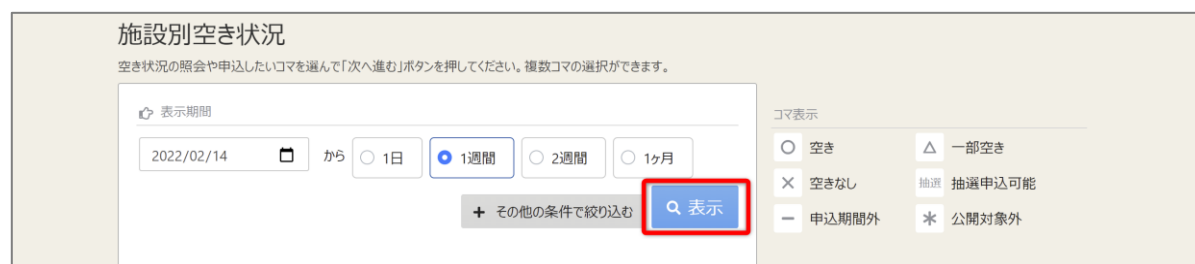 施設別空き状況
空き状況の照会や申込したいコマを選んで「次へ進む」ボタンを押してください。複数コマの選択ができます。
表示期間
2022/02/14 から 1日 1週間 2週間 1ヶ月
+ その他の条件で絞り込む 表示
コマ表示
○ 空き △ 一部空き
× 空きなし 抽選 抽選申込可能
− 申込期間外 * 公開対象外